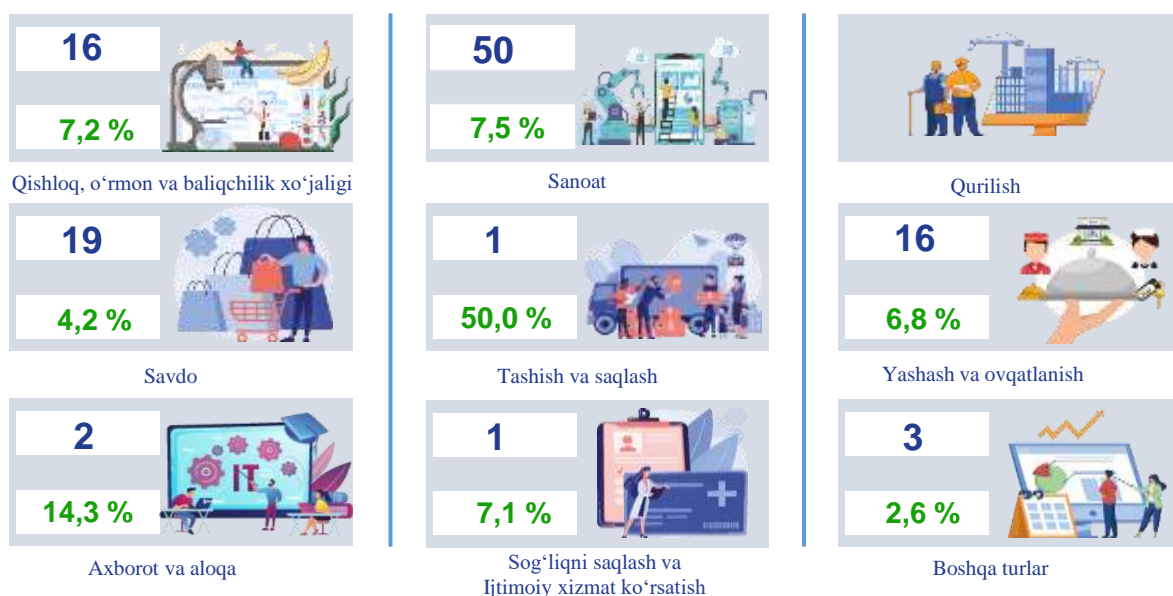 16
7,2 %
Qishloq, o‘rmon va baliqchilik xo‘jaligi
50
7,5 %
Sanoat
Qurilish
19
4,2 %
Savdo
1
50,0 %
Tashish va saqlash
16
6,8 %
Yashash va ovqatlanish
2
14,3 %
IT
Axborot va aloqa
1
7,1 %
Sog‘liqni saqlash va
Ijtimoiy xizmat ko‘rsatish
3
2,6 %
Boshqa turlar